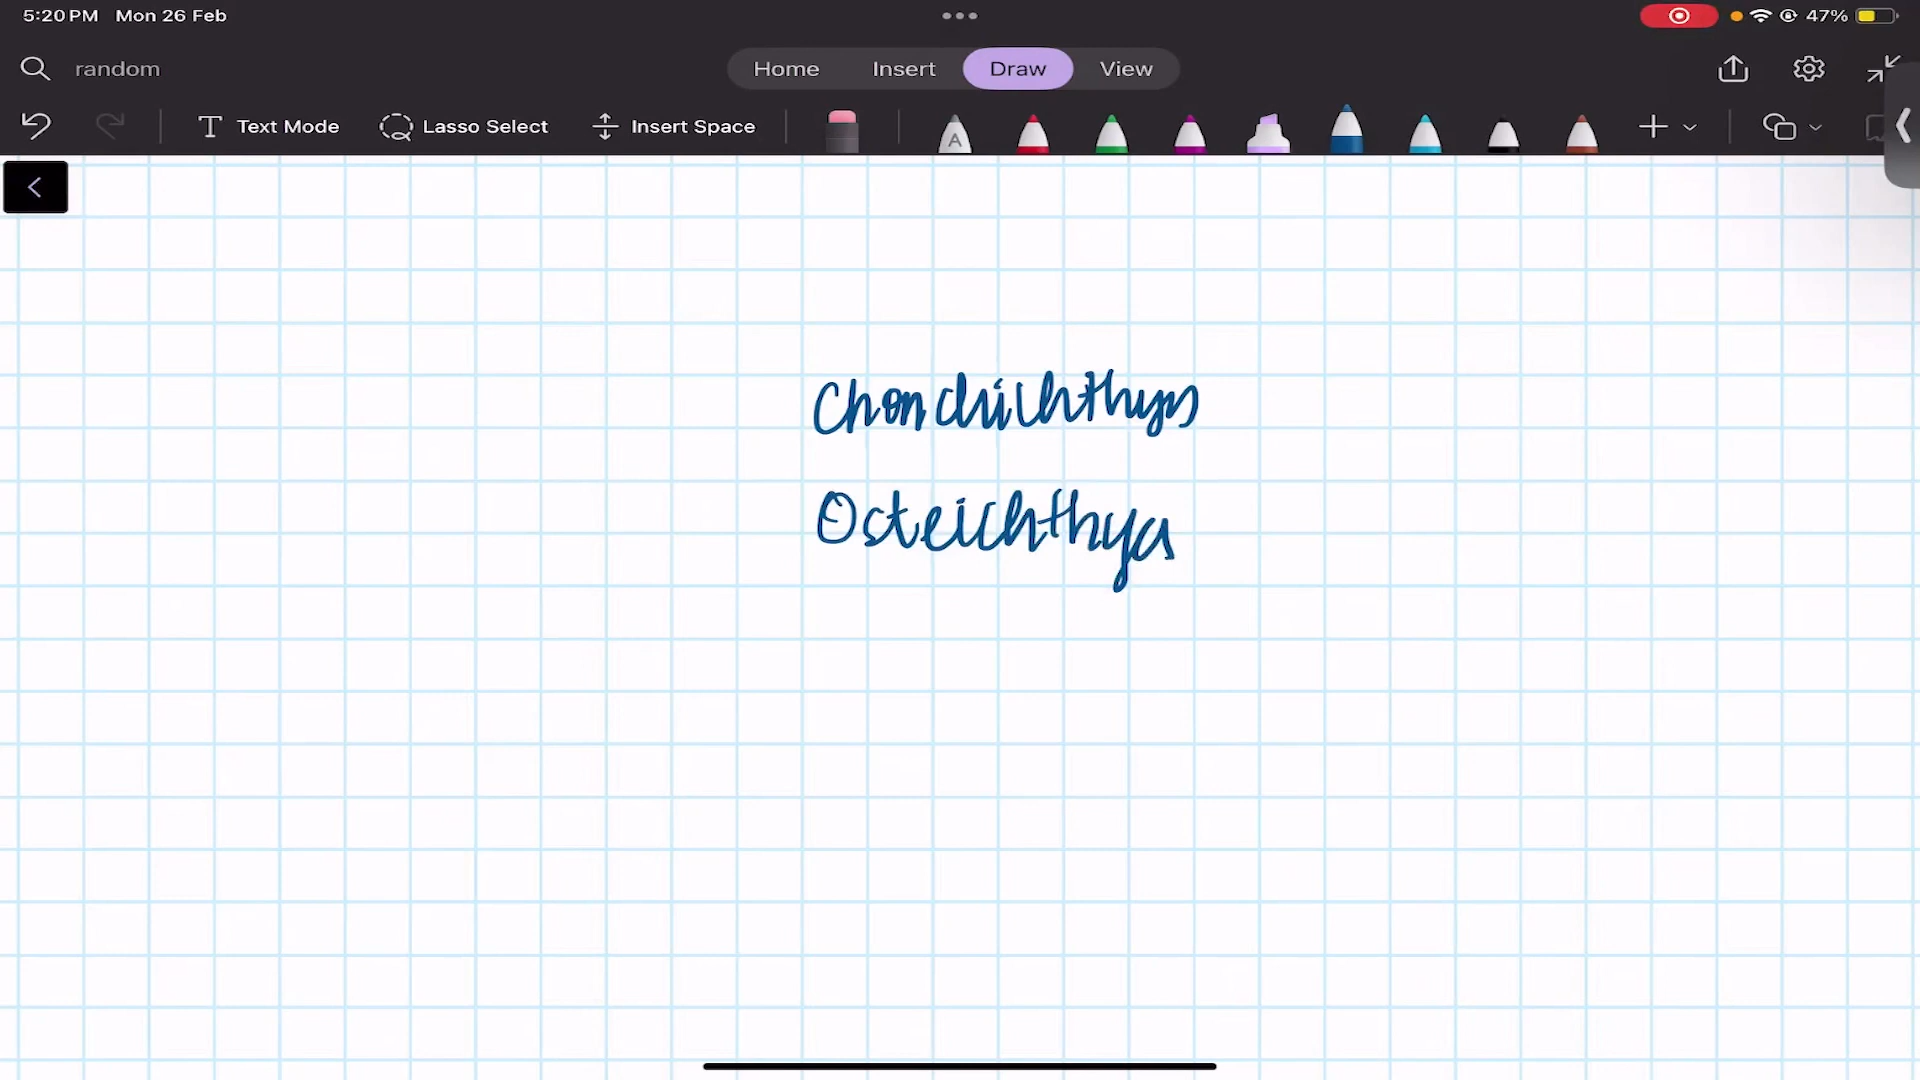 5:20 PM Mon 26 Feb 47%
random Home Insert Draw View
Text Mode Lasso Select Insert Space A
Chondrichthyes
Osteichthyes